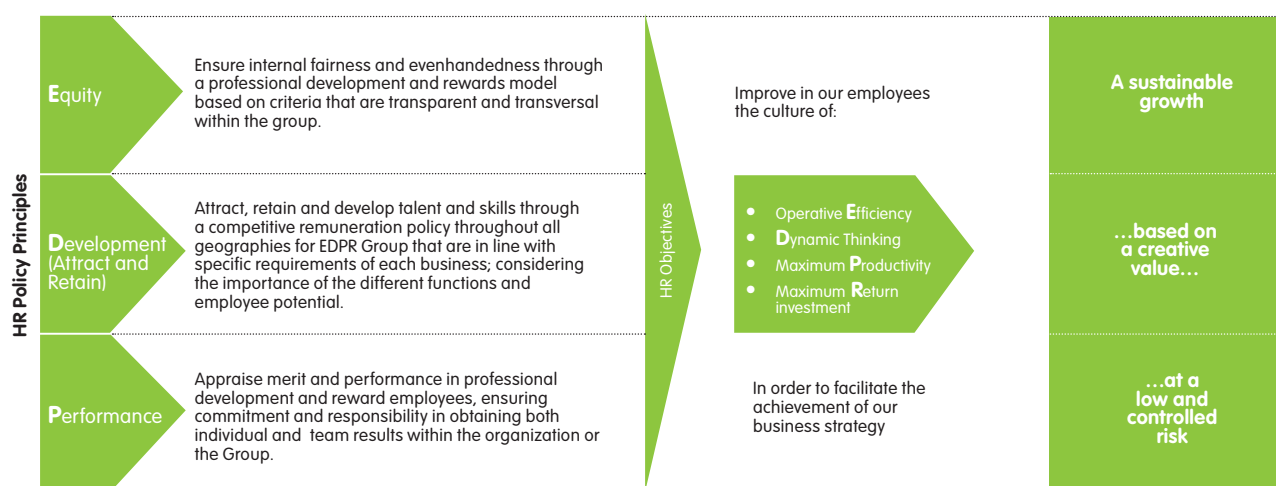 HR Policy Principles
Equity
Ensure internal fairness and evenhandedness through
a professional development and rewards model
based on criteria that are transparent and transversal
within the group.
Development
(Attract and
Retain)
Attract, retain and develop talent and skills through
a competitive remuneration policy throughout all
geographies for EDPR Group that are in line with
specific requirements of each business; considering
the importance of the different functions and
employee potential.
Performance
Appraise merit and performance in professional
development and reward employees, ensuring
commitment and responsibility in obtaining both
individual and team results within the organization or
the Group.
HR Objectives
Improve in our employees
the culture of:
• Operative Efficiency
• Dynamic Thinking
• Maximum Productivity
• Maximum Return
investment
In order to facilitate the
achievement of our
business strategy
A sustainable
growth
...based on
a creative
value...
...at a
low and
controlled
risk